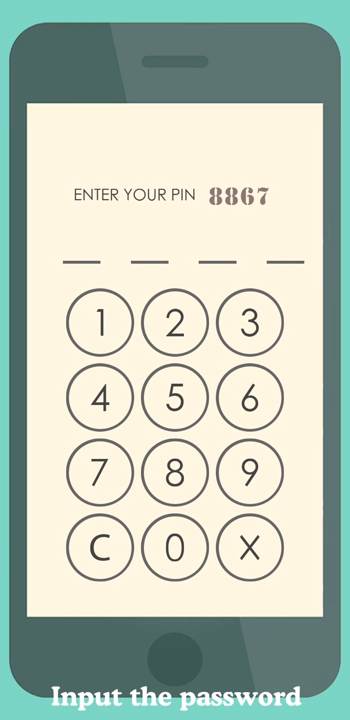 ENTER YOUR PIN 8867
1 2 3
4 5 6
7 8 9
C 0 X
Input the password